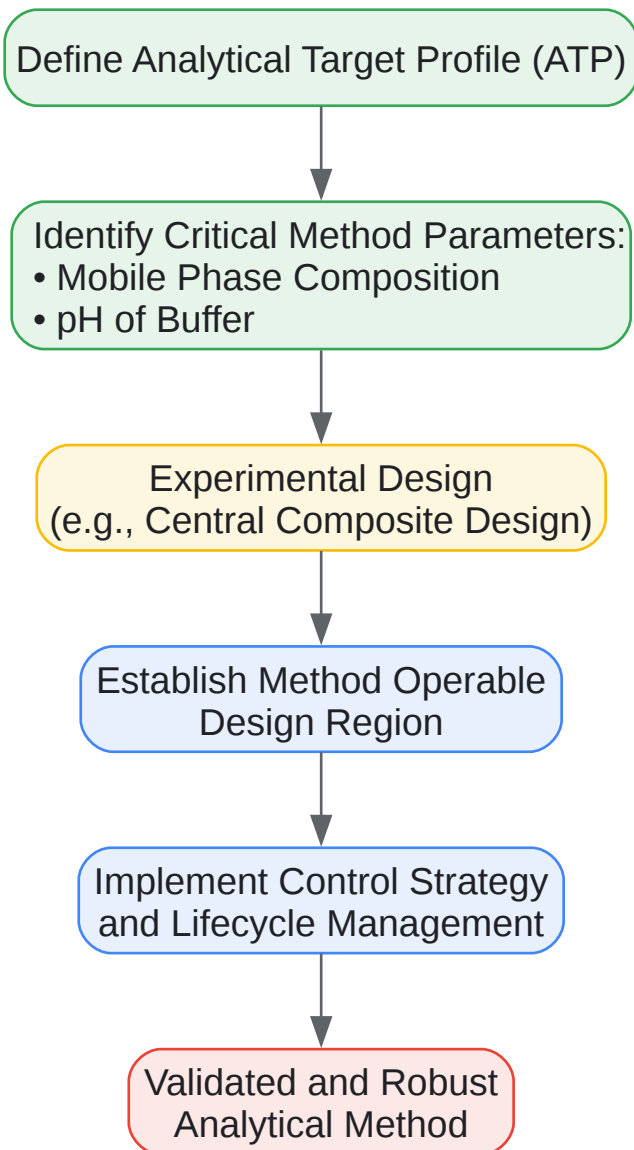 Define Analytical Target Profile (ATP)
Identify Critical Method Parameters:
• Mobile Phase Composition
• pH of Buffer
Experimental Design
(e.g., Central Composite Design)
Establish Method Operable
Design Region
Implement Control Strategy
and Lifecycle Management
Validated and Robust
Analytical Method